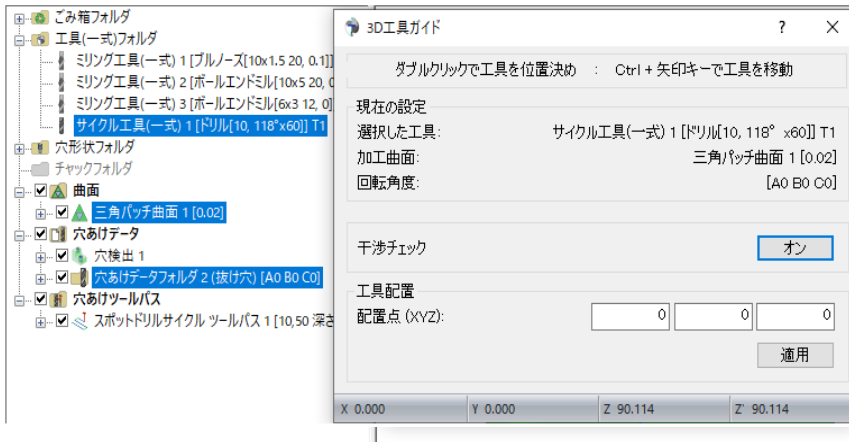 ごみ箱フォルダ
工具(一式)フォルダ
ミリング工具(一式) 1 [ブルノーズ[10x1.5 20, 0.1]]
ミリング工具(一式) 2 [ボールエンドミル[10x5 20, 0
ミリング工具(一式) 3 [ボールエンドミル[6x3 12, 0]
サイクル工具(一式) 1 [ドリル[10, 118°x60]] T1
穴形状フォルダ
チャックフォルダ
曲面
三角パッチ曲面 1 [0.02]
穴あけデータ
穴検出 1
穴あけデータフォルダ 2 (抜け穴) [A0 B0 C0]
穴あけツールパス
スポットドリルサイクル ツールパス 1 [10,50 深さ
3D工具ガイド
? ×
ダブルクリックで工具を位置決め : Ctrl + 矢印キーで工具を移動
現在の設定
選択した工具: サイクル工具(一式) 1 [ドリル[10, 118° x60]] T1
加工曲面: 三角パッチ曲面 1 [0.02]
回転角度: [A0 B0 C0]
干渉チェック オン
工具配置
配置点 (XYZ): 0 0 0
適用
X 0.000 Y 0.000 Z 90.114 Z' 90.114